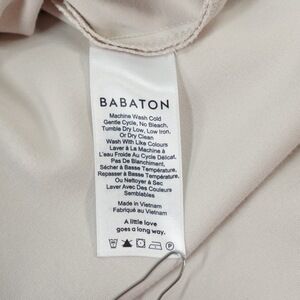 BABATON
Machine Wash Cold
Gentle Cycle, No Bleach,
Tumble Dry Low, Low Iron,
Or Dry Clean
Wash With Like Colours
Laver À La Machine À
L'eau Froide Au Cycle Délicat,
Pas De Blanchiment,
Sécher à Basse Température,
Repasser à Basse Température,
Ou Nettoyer à Sec
Laver Avec Des Couleurs
Semblables
Made in Vietnam
Fabriqué au Vietnam
A little love
goes a long way.
P